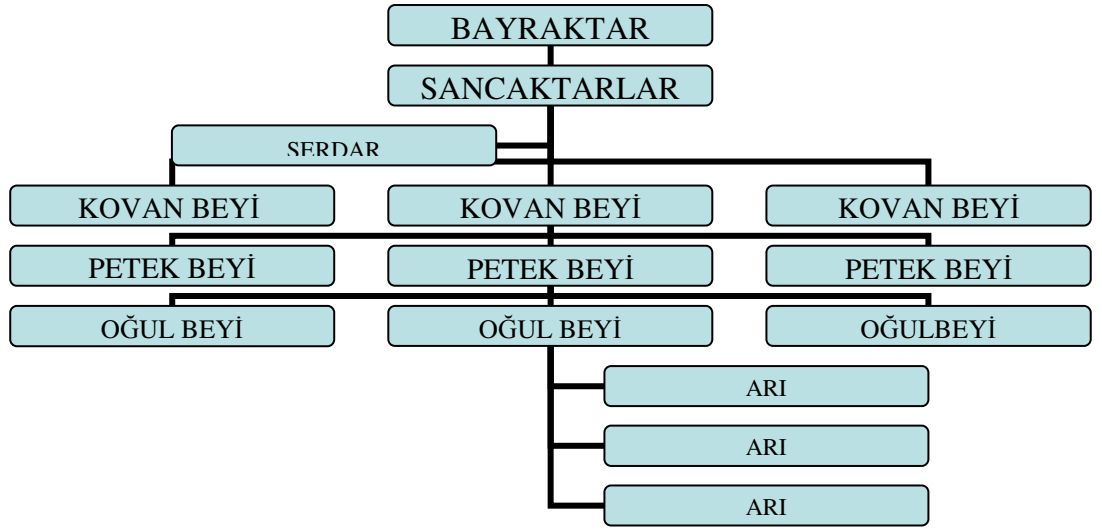 BAYRAKTAR
SANCAKTARLAR
SERDAR
KOVAN BEYİ KOVAN BEYİ KOVAN BEYİ
PETEK BEYİ PETEK BEYİ PETEK BEYİ
OĞUL BEYİ OĞUL BEYİ OĞULBEYİ
ARI
ARI
ARI